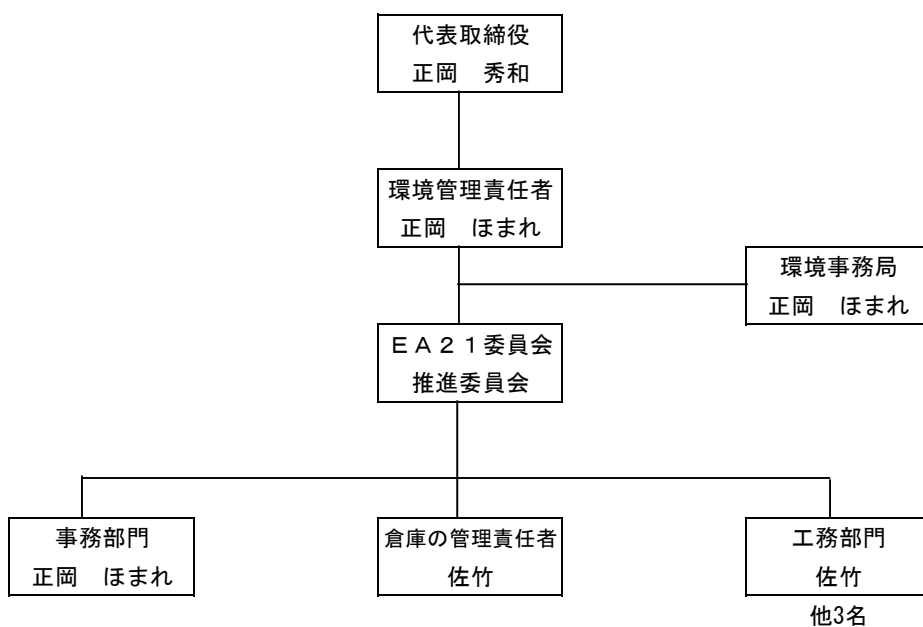 代表取締役
正岡　秀和
環境管理責任者
正岡　ほまれ
環境事務局
正岡　ほまれ
ＥＡ２１委員会
推進委員会
事務部門
正岡　ほまれ
倉庫の管理責任者
佐竹
工務部門
佐竹
他3名